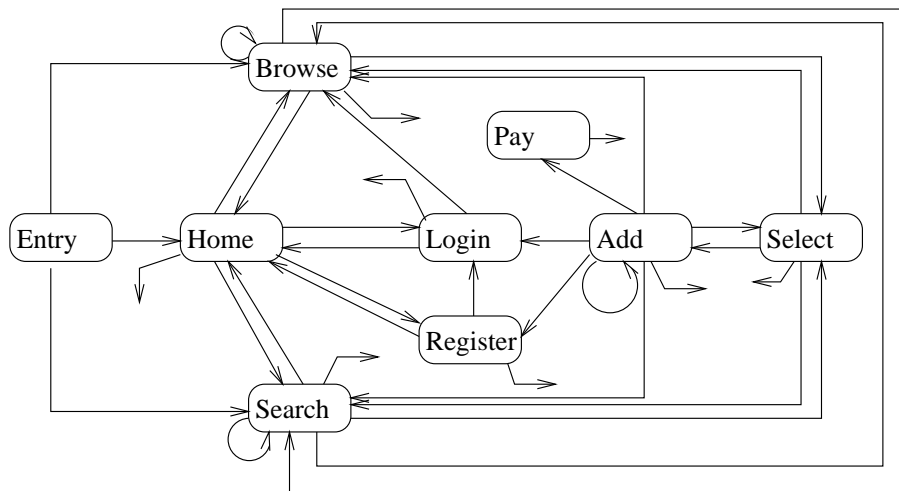 Browse
Pay
Entry
Home
Login
Add
Select
Register
Search